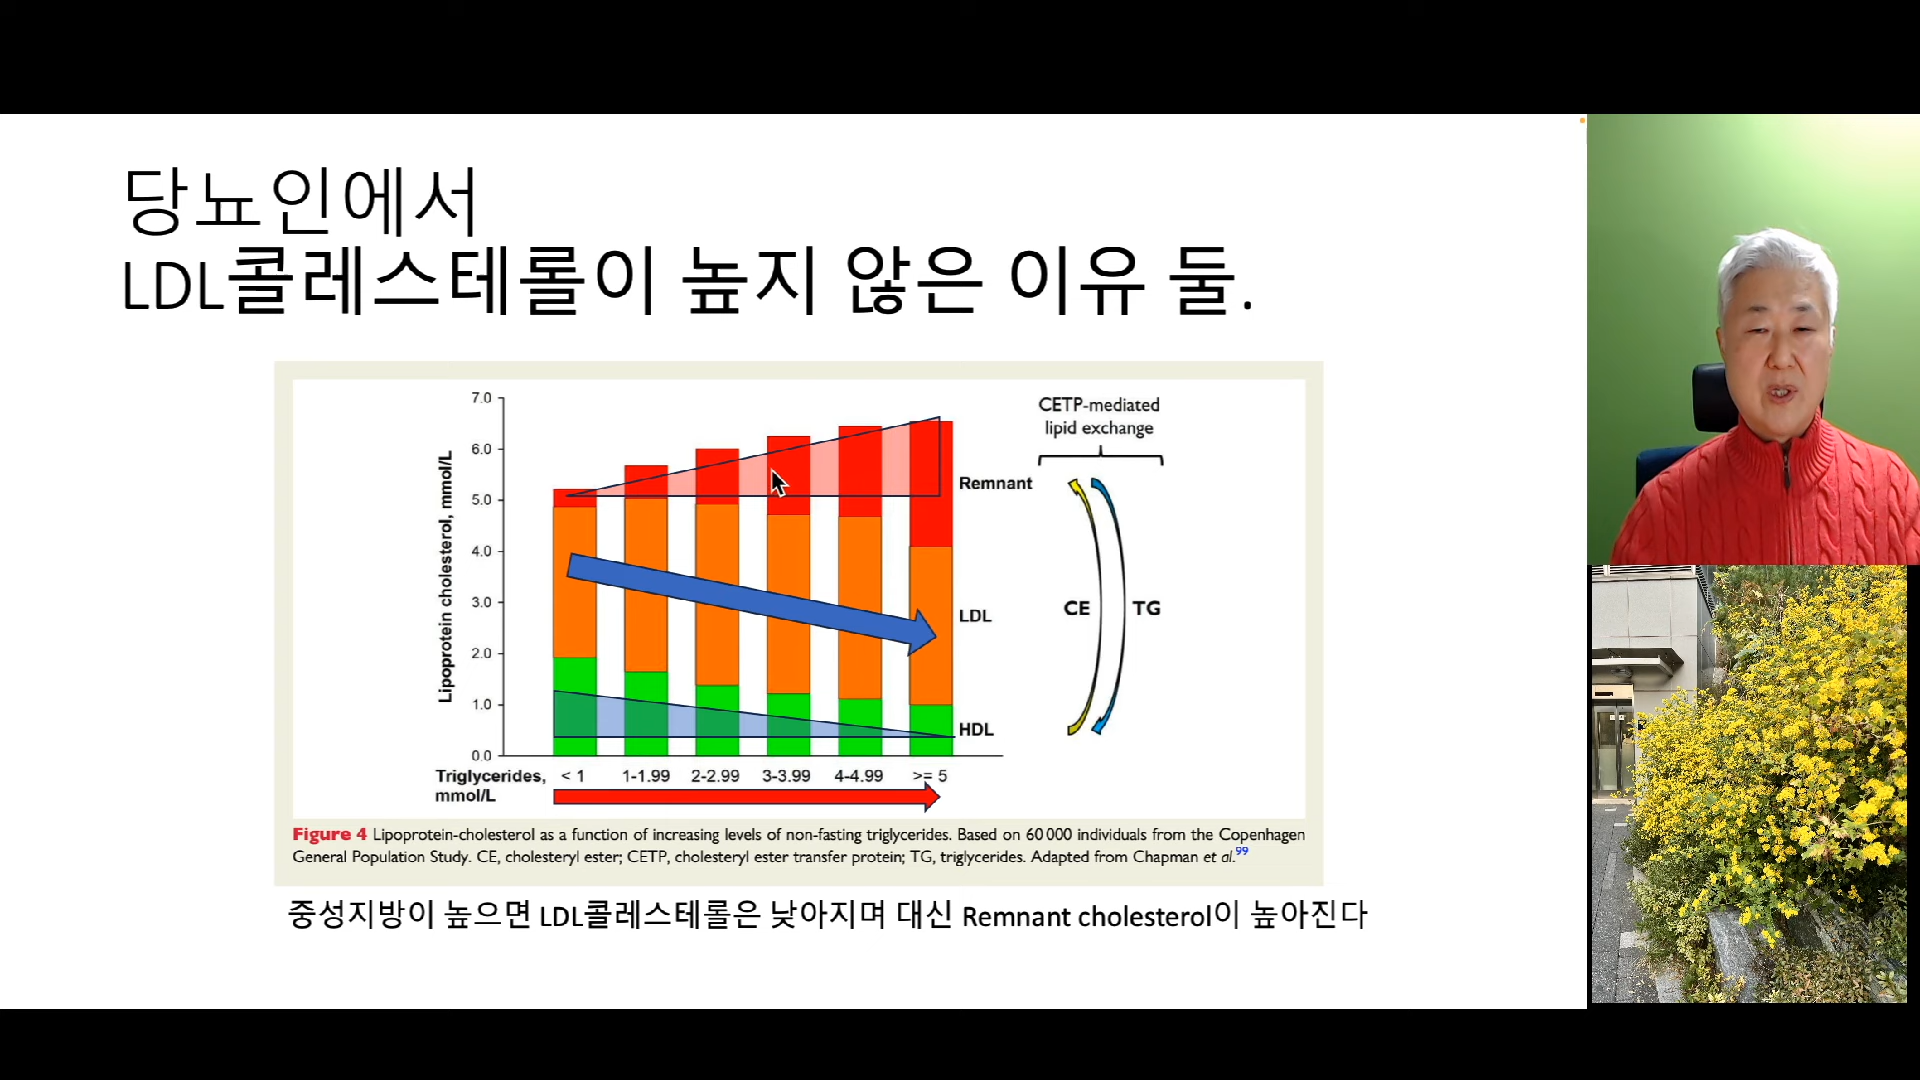 당뇨인에서
LDL콜레스테롤이 높지 않은 이유 둘.
7.0
6.0
5.0
4.0
3.0
2.0
1.0
0.0
Lipoprotein cholesterol, mmol/L
Remnant
LDL
HDL
CETP-mediated
lipid exchange
CE
TG
Triglycerides, < 1 1-1.99 2-2.99 3-3.99 4-4.99 >= 5
mmol/L
Figure 4 Lipoprotein-cholesterol as a function of increasing levels of non-fasting triglycerides. Based on 60 000 individuals from the Copenhagen
General Population Study. CE, cholesteryl ester; CETP, cholesteryl ester transfer protein; TG, triglycerides. Adapted from Chapman et al.99
중성지방이 높으면 LDL콜레스테롤은 낮아지며 대신 Remnant cholesterol이 높아진다